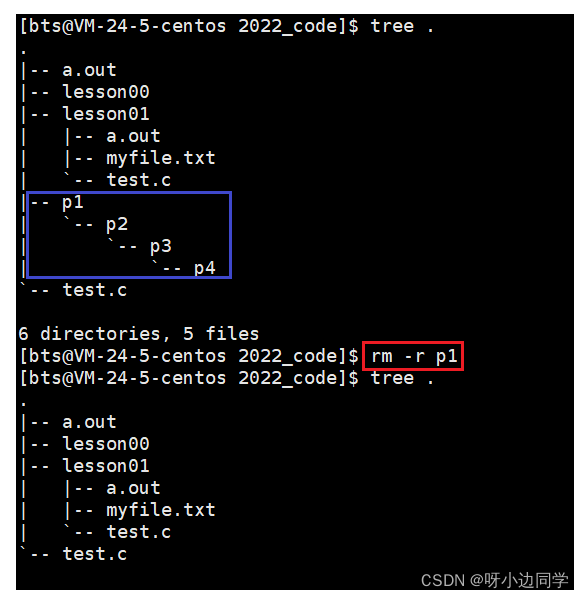 [bts@VM-24-5-centos 2022_code]$ tree .
.
|-- a.out
|-- lesson00
|-- lesson01
|   |-- a.out
|   |-- myfile.txt
|   `-- test.c
|-- p1
|   `-- p2
|       `-- p3
|           `-- p4
`-- test.c

6 directories, 5 files
[bts@VM-24-5-centos 2022_code]$ rm -r p1
[bts@VM-24-5-centos 2022_code]$ tree .
.
|-- a.out
|-- lesson00
|-- lesson01
|   |-- a.out
|   |-- myfile.txt
|   `-- test.c
`-- test.c
CSDN @呀小边同学